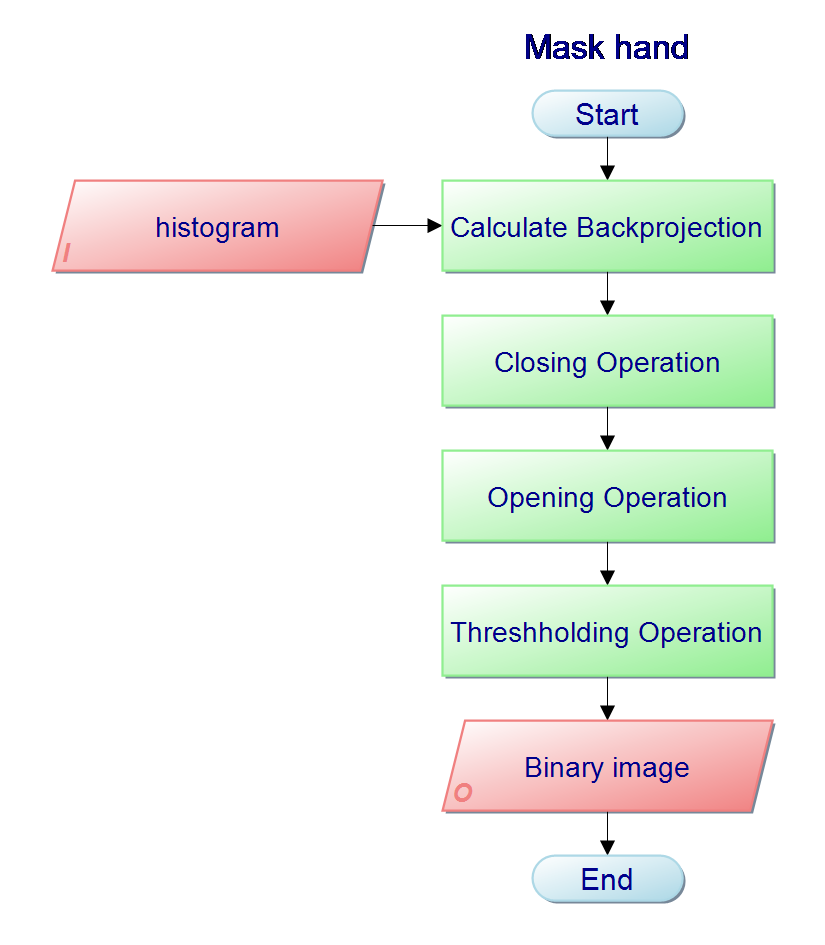 Mask hand
Start
histogram
I
Calculate Backprojection
Closing Operation
Opening Operation
Threshholding Operation
Binary image
O
End